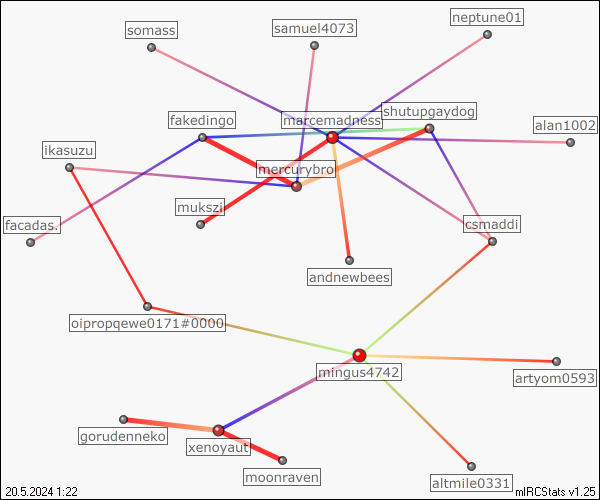 neptune01
samuel4073
somass
shutupgaydog
fakedingo
marcemadness
alan1002
ikasuzu
mercurybro
mukszi
facadas.
csmaddi
andnewbees
oipropqewe0171#0000
mingus4742
artyom0593
gorudenneko
xenoyaut
moonraven
altmile0331
20.5.2024 1:22
mIRCStats v1.25